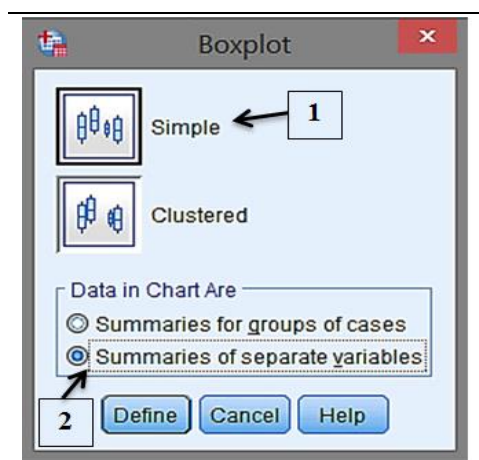 Boxplot
Simple
1
Clustered
Data in Chart Are
Summaries for groups of cases
Summaries of separate variables
2
Define Cancel Help